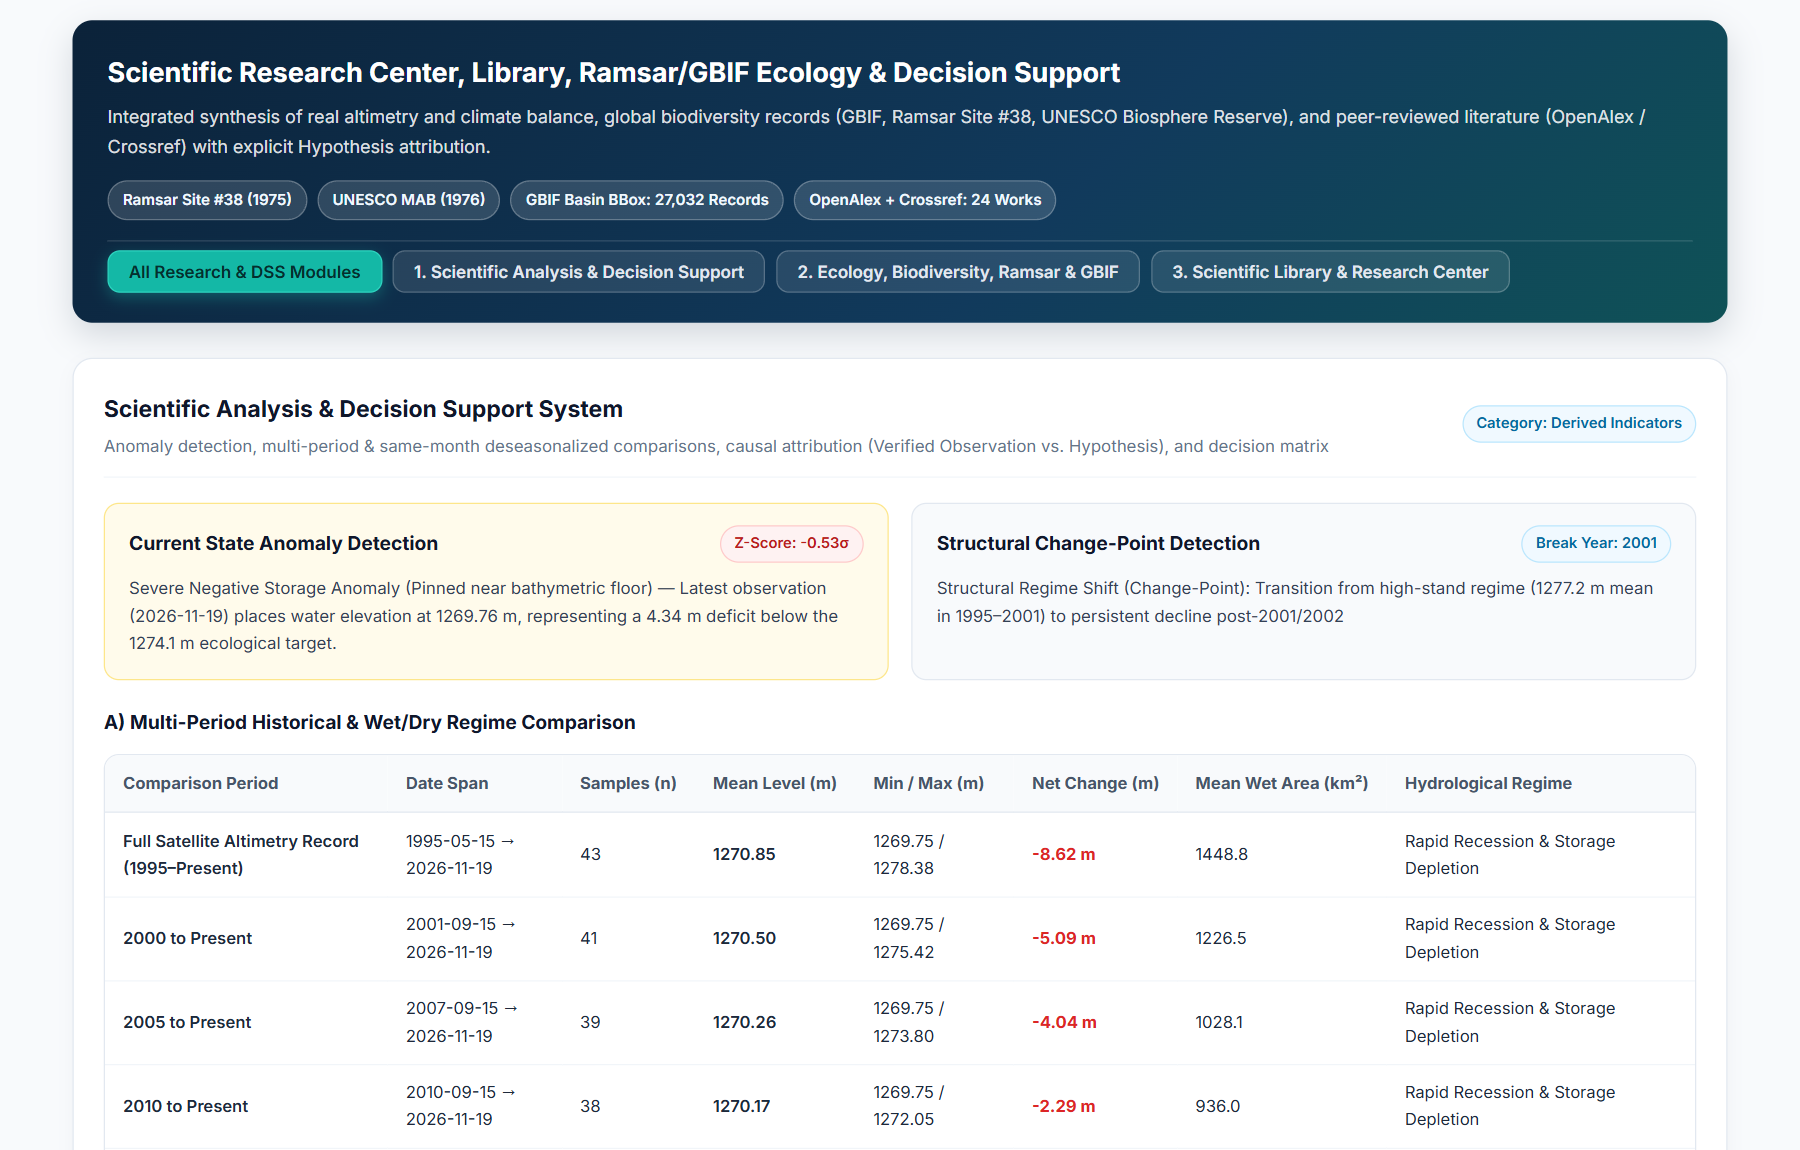 Scientific Research Center, Library, Ramsar/GBIF Ecology & Decision Support
Integrated synthesis of real altimetry and climate balance, global biodiversity records (GBIF, Ramsar Site #38, UNESCO Biosphere Reserve), and peer-reviewed literature (OpenAlex /
Crossref) with explicit Hypothesis attribution.
Ramsar Site #38 (1975) UNESCO MAB (1976) GBIF Basin BBox: 27,032 Records OpenAlex + Crossref: 24 Works
All Research & DSS Modules 1. Scientific Analysis & Decision Support 2. Ecology, Biodiversity, Ramsar & GBIF 3. Scientific Library & Research Center
Scientific Analysis & Decision Support System
Category: Derived Indicators
Anomaly detection, multi-period & same-month deseasonalized comparisons, causal attribution (Verified Observation vs. Hypothesis), and decision matrix
Current State Anomaly Detection Z-Score: -0.53σ
Severe Negative Storage Anomaly (Pinned near bathymetric floor) — Latest observation
(2026-11-19) places water elevation at 1269.76 m, representing a 4.34 m deficit below the
1274.1 m ecological target.
Structural Change-Point Detection Break Year: 2001
Structural Regime Shift (Change-Point): Transition from high-stand regime (1277.2 m mean
in 1995–2001) to persistent decline post-2001/2002
A) Multi-Period Historical & Wet/Dry Regime Comparison
Comparison Period Date Span Samples (n) Mean Level (m) Min / Max (m) Net Change (m) Mean Wet Area (km²) Hydrological Regime
Full Satellite Altimetry Record
(1995–Present)
1995-05-15 →
2026-11-19
43
1270.85
1269.75 /
1278.38
-8.62 m
1448.8
Rapid Recession & Storage
Depletion
2000 to Present
2001-09-15 →
2026-11-19
41
1270.50
1269.75 /
1275.42
-5.09 m
1226.5
Rapid Recession & Storage
Depletion
2005 to Present
2007-09-15 →
2026-11-19
39
1270.26
1269.75 /
1273.80
-4.04 m
1028.1
Rapid Recession & Storage
Depletion
2010 to Present
2010-09-15 →
2026-11-19
38
1270.17
1269.75 /
1272.05
-2.29 m
936.0
Rapid Recession & Storage
Depletion